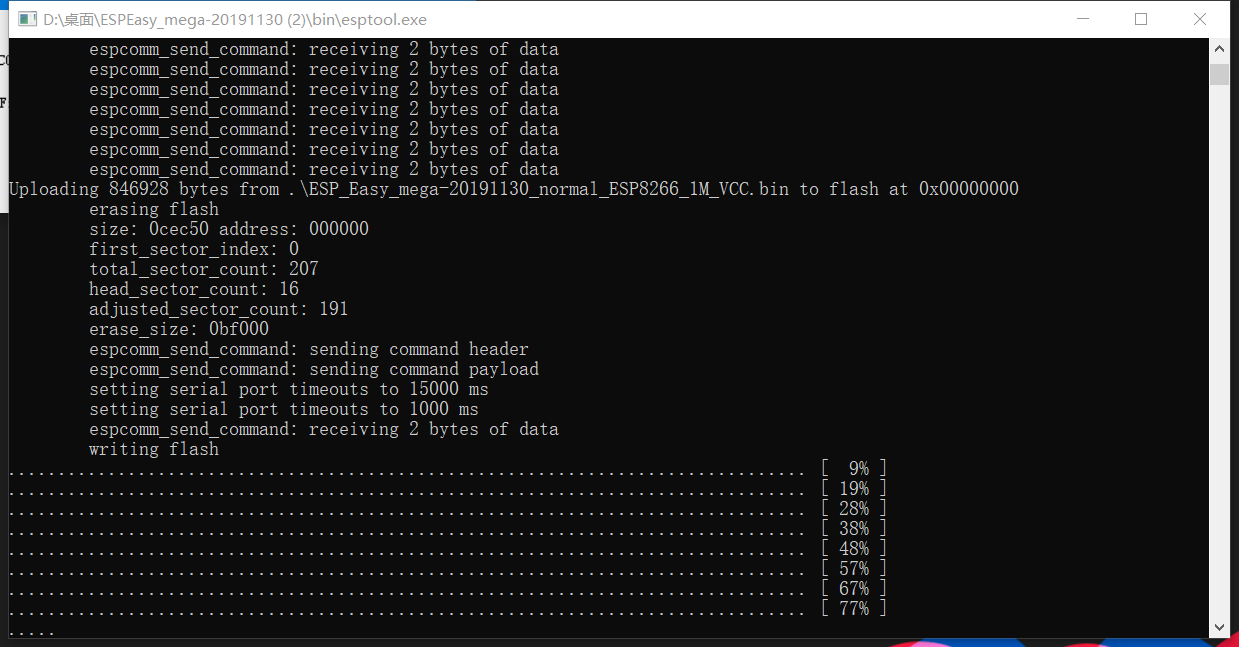 D:\桌面\ESPEasy_mega-20191130 (2)\bin\esptool.exe
espcomm_send_command: receiving 2 bytes of data
espcomm_send_command: receiving 2 bytes of data
espcomm_send_command: receiving 2 bytes of data
espcomm_send_command: receiving 2 bytes of data
espcomm_send_command: receiving 2 bytes of data
espcomm_send_command: receiving 2 bytes of data
espcomm_send_command: receiving 2 bytes of data
Uploading 846928 bytes from .\ESP_Easy_mega-20191130_normal_ESP8266_1M_VCC.bin to flash at 0x00000000
erasing flash
size: 0cec50 address: 000000
first_sector_index: 0
total_sector_count: 207
head_sector_count: 16
adjusted_sector_count: 191
erase_size: 0bf000
espcomm_send_command: sending command header
espcomm_send_command: sending command payload
setting serial port timeouts to 15000 ms
setting serial port timeouts to 1000 ms
espcomm_send_command: receiving 2 bytes of data
writing flash
................................................................................ [  9% ]
................................................................................ [ 19% ]
................................................................................ [ 28% ]
................................................................................ [ 38% ]
................................................................................ [ 48% ]
................................................................................ [ 57% ]
................................................................................ [ 67% ]
................................................................................ [ 77% ]
.....